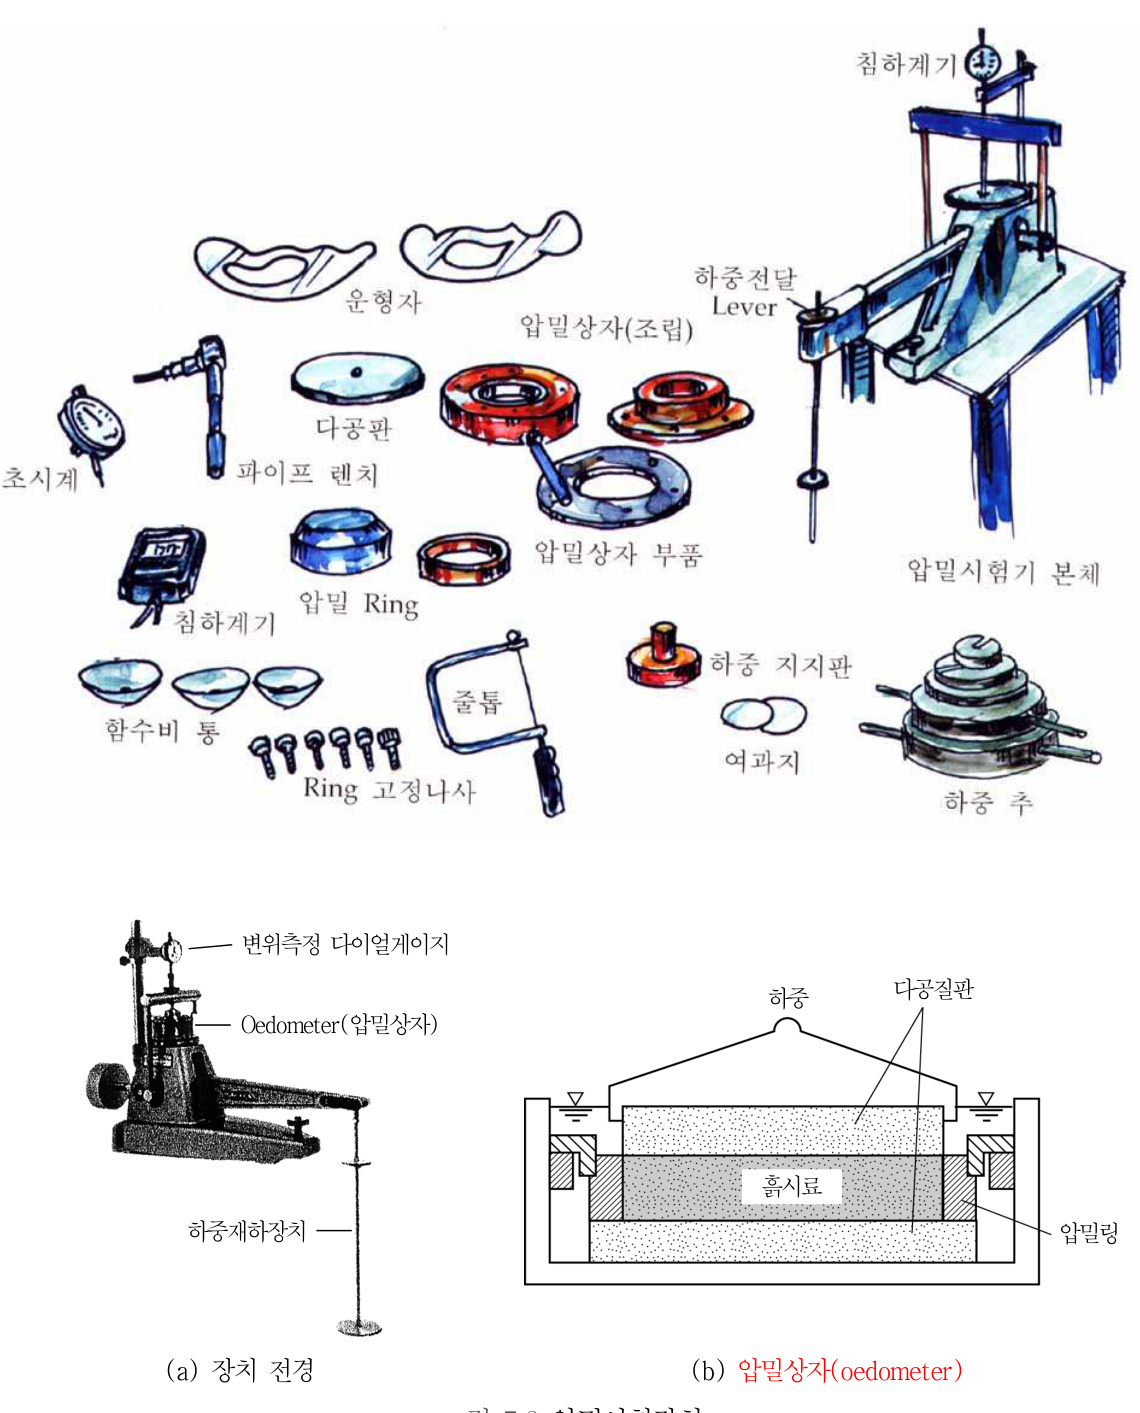 침하계기
하중전달
Lever
운형자
압밀상자(조립)
다공판
초시계
파이프 렌치
압밀상자 부품
압밀시험기 본체
압밀 Ring
침하계기
줄톱
하중 지지판
함수비 통
여과지
Ring 고정나사
하중 추
변위측정 다이얼게이지
Oedometer(압밀상자)
하중재하장치
(a) 장치 전경
하중
다공질판
흙시료
압밀링
(b) 압밀상자(oedometer)